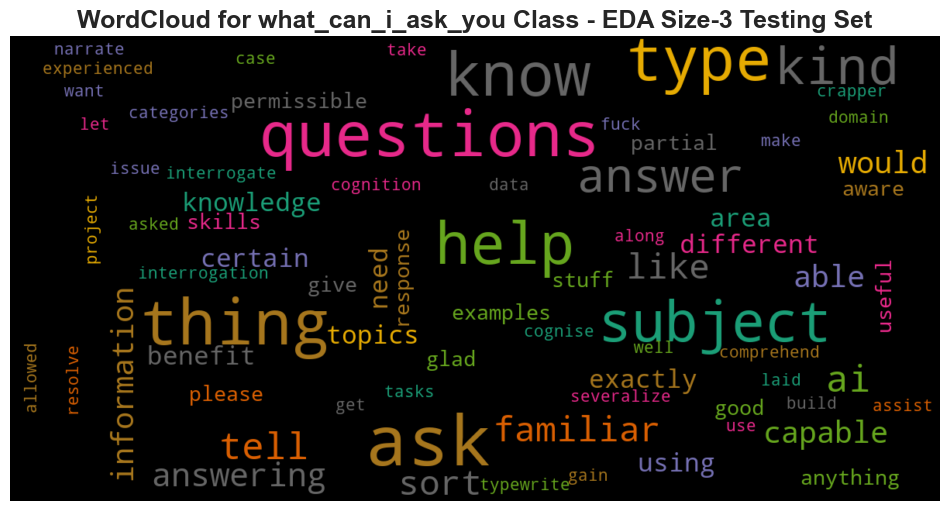 WordCloud for what_can_i_ask_you Class - EDA Size-3 Testing Set
narrate
take
type
case
know
kind
experienced
want
crapper
permissible
categories
domain
let
questions
fuck
partial
make
issue
interrogate
cognition
data
answer
would
aware
knowledge
project
asked
skills
area
along
different
help
certain
need
response
like
able
useful
interrogation
give
stuff
thing
examples
subject
information
topics
cognise
well
benefit
glad
comprehend
allowed
resolve
please
tasks
exactly
laid
ai
get
severalize
good
build
assist
use
tell
ask
familiar
capable
answering
sort
typewrite
gain
using
anything